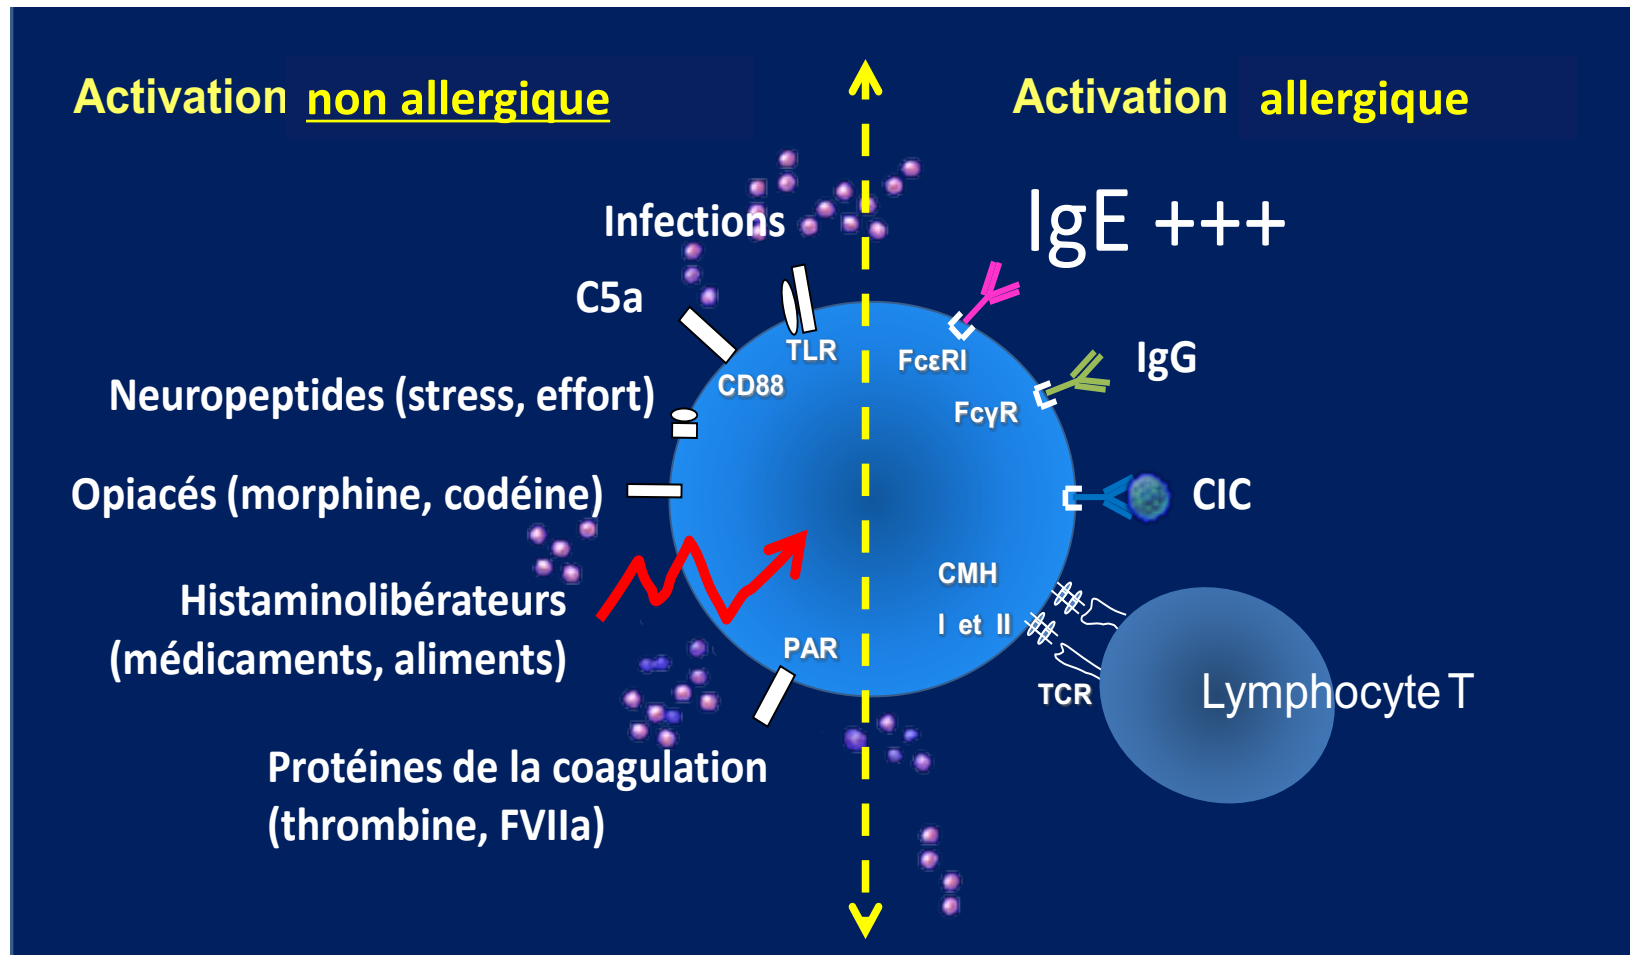 Activation non allergique
Activation allergique
Infections
IgE +++
C5a
TLR
FcεRI
IgG
CD88
Neuropeptides (stress, effort)
FcγR
Opiacés (morphine, codéine)
CIC
Histaminolibérateurs
(médicaments, aliments)
CMH
I et II
PAR
TCR
Lymphocyte T
Protéines de la coagulation
(thrombine, FVIIa)